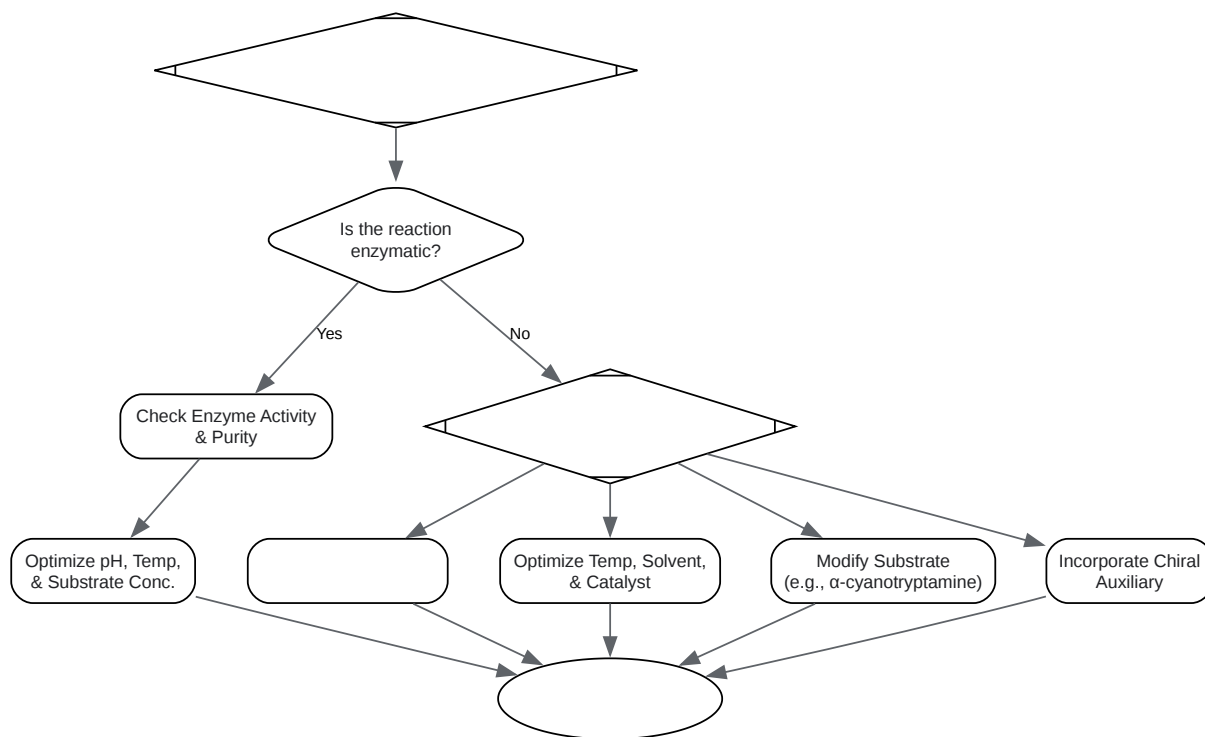 Is the reaction
enzymatic?
Yes
No
Check Enzyme Activity
& Purity
Optimize pH, Temp,
& Substrate Conc.
Optimize Temp, Solvent,
& Catalyst
Modify Substrate
(e.g., α-cyanotryptamine)
Incorporate Chiral
Auxiliary